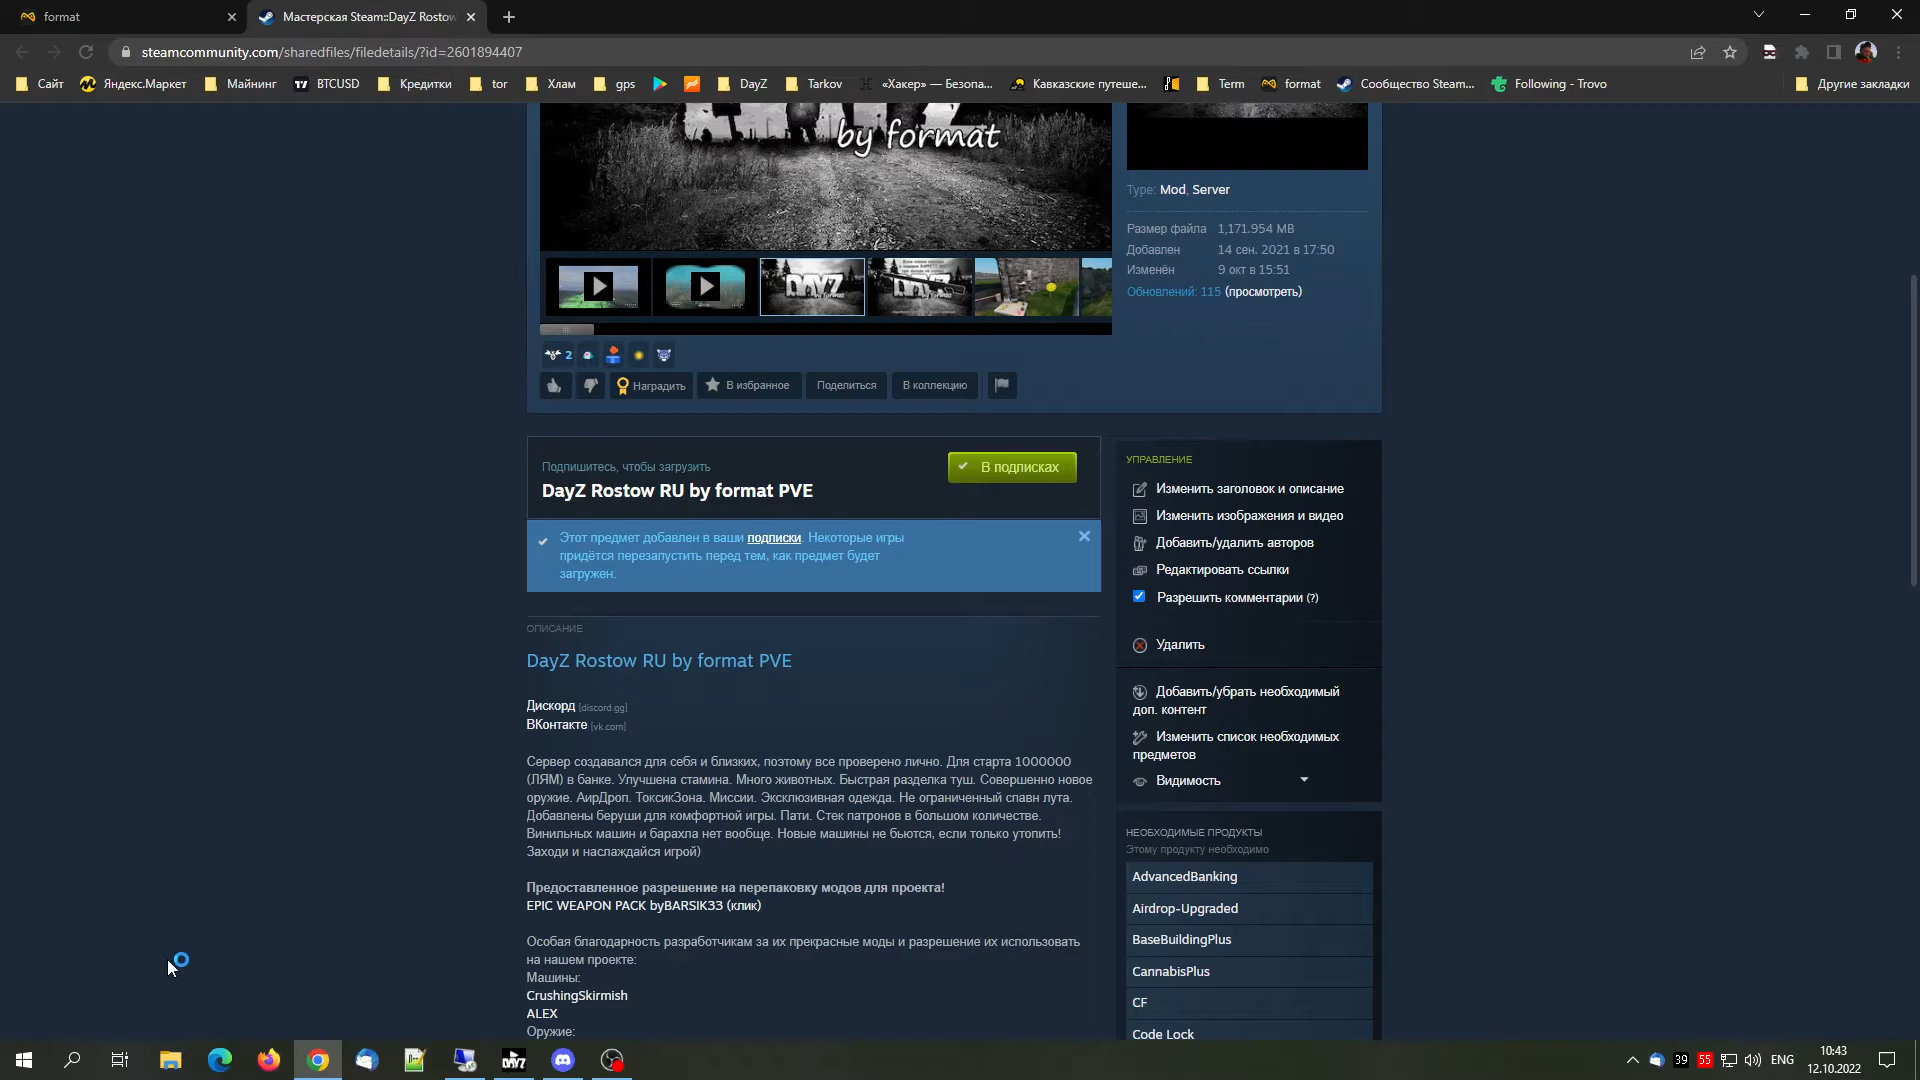 format
Мастерская Steam::DayZ Rostow
steamcommunity.com/sharedfiles/filedetails/?id=2601894407
Сайт
Яндекс.Маркет
Майнинг
BTCUSD
Кредитки
tor
Хлам
gps
DayZ
Tarkov
«Хакер» — Безопа...
Кавказские путеше...
Term
format
Сообщество Steam...
Following - Trovo
Другие закладки
by format
Type: Mod, Server
Размер файла 1,171.954 MB
Добавлен 14 сен. 2021 в 17:50
Изменён 9 окт в 15:51
Обновлений: 115 (просмотреть)
DAYZ
by format
DAYZ
2
Наградить
В избранное
Поделиться
В коллекцию
Подпишитесь, чтобы загрузить
DayZ Rostow RU by format PVE
В подписках
Этот предмет добавлен в ваши подписки. Некоторые игры
придётся перезапустить перед тем, как предмет будет
загружен.
ОПИСАНИЕ
DayZ Rostow RU by format PVE
Дискорд [discord.gg]
ВКонтакте [vk.com]
Сервер создавался для себя и близких, поэтому все проверено лично. Для старта 1000000
(ЛЯМ) в банке. Улучшена стамина. Много животных. Быстрая разделка туш. Совершенно новое
оружие. АирДроп. ТоксикЗона. Миссии. Эксклюзивная одежда. Не ограниченный спавн лута.
Добавлены беруши для комфортной игры. Пати. Стек патронов в большом количестве.
Винильных машин и барахла нет вообще. Новые машины не бьются, если только утопить!
Заходи и наслаждайся игрой)
Предоставленное разрешение на перепаковку модов для проекта!
EPIC WEAPON PACK byBARSIK33 (клик)
Особая благодарность разработчикам за их прекрасные моды и разрешение их использовать
на нашем проекте:
Машины:
CrushingSkirmish
ALEX
Оружие:
УПРАВЛЕНИЕ
Изменить заголовок и описание
Изменить изображения и видео
Добавить/удалить авторов
Редактировать ссылки
Разрешить комментарии (?)
Удалить
Добавить/убрать необходимый
доп. контент
Изменить список необходимых
предметов
Видимость
НЕОБХОДИМЫЕ ПРОДУКТЫ
Этому продукту необходимо
AdvancedBanking
Airdrop-Upgraded
BaseBuildingPlus
CannabisPlus
CF
Code Lock
DAYZ
39
55
ENG
10:43
12.10.2022